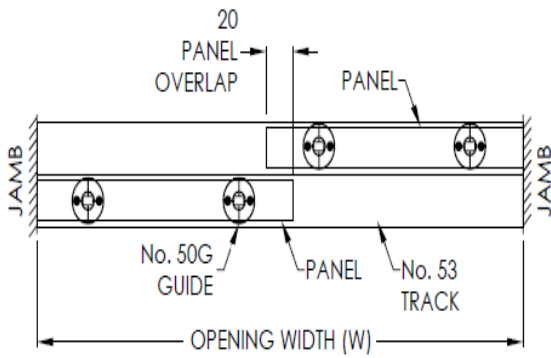 20
PANEL
OVERLAP
PANEL
JAMB
JAMB
No. 50G
GUIDE
PANEL
No. 53
TRACK
OPENING WIDTH (W)